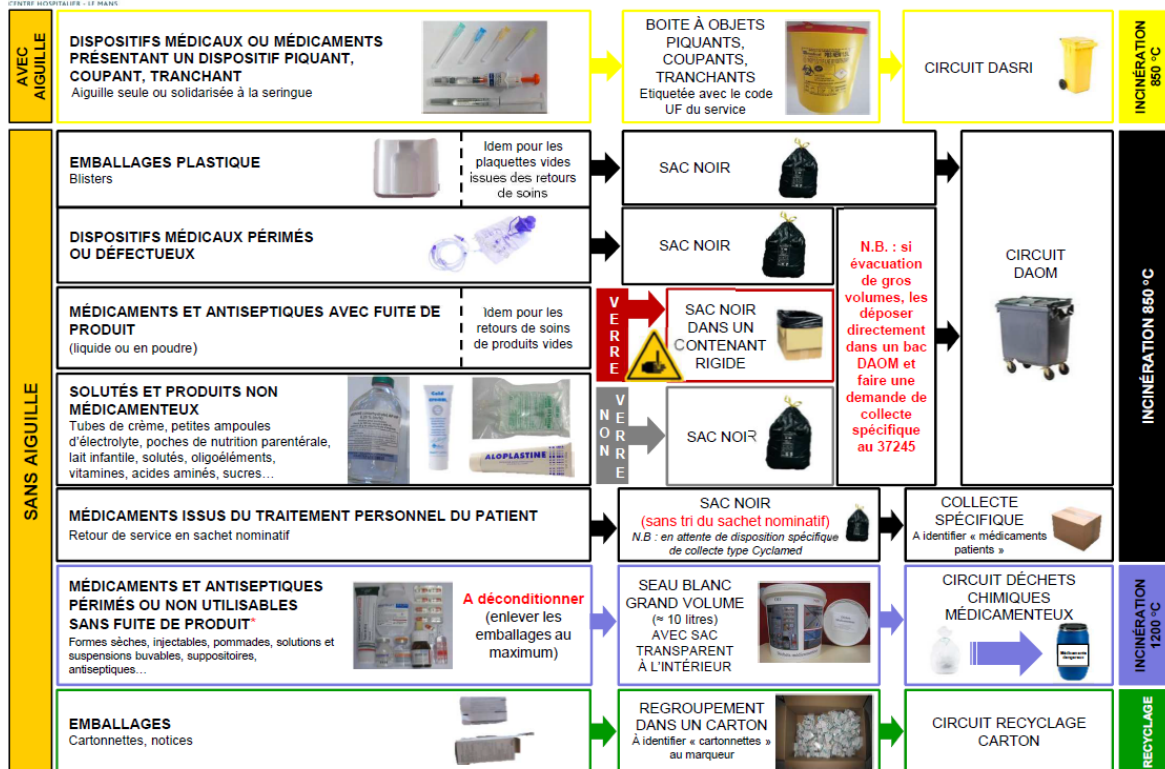 CENTRE HOSPITALIER - LE MANS
AVEC
AIGUILLE
DISPOSITIFS MÉDICAUX OU MÉDICAMENTS
PRÉSENTANT UN DISPOSITIF PIQUANT,
COUPANT, TRANCHANT
Aiguille seule ou solidarisée à la seringue
BOITE À OBJETS
PIQUANTS,
COUPANTS,
TRANCHANTS
Etiquetée avec le code
UF du service
CIRCUIT DASRI
INCINÉRATION
850 °C
SANS AIGUILLE
EMBALLAGES PLASTIQUE
Blisters
Idem pour les
plaquettes vides
issues des retours
de soins
SAC NOIR
DISPOSITIFS MÉDICAUX PÉRIMÉS
OU DÉFECTUEUX
SAC NOIR
MÉDICAMENTS ET ANTISEPTIQUES AVEC FUITE DE
PRODUIT
(liquide ou en poudre)
Idem pour les
retours de soins
de produits vides
VERRE
SAC NOIR
DANS UN
CONTENANT
RIGIDE
SOLUTÉS ET PRODUITS NON
MÉDICAMENTEUX
Tubes de crème, petites ampoules
d'électrolyte, poches de nutrition parentérale,
lait infantile, solutés, oligoéléments,
vitamines, acides aminés, sucres…
ALOPLASTINE
NON
VERRE
SAC NOIR
N.B. : si
évacuation
de gros
volumes, les
déposer
directement
dans un bac
DAOM et
faire une
demande de
collecte
spécifique
au 37245
CIRCUIT
DAOM
INCINÉRATION 850 °C
MÉDICAMENTS ISSUS DU TRAITEMENT PERSONNEL DU PATIENT
Retour de service en sachet nominatif
SAC NOIR
(sans tri du sachet nominatif)
N.B : en attente de disposition spécifique
de collecte type Cyclamed
COLLECTE
SPÉCIFIQUE
A identifier « médicaments
patients »
MÉDICAMENTS ET ANTISEPTIQUES
PÉRIMÉS OU NON UTILISABLES
SANS FUITE DE PRODUIT*
Formes sèches, injectables, pommades, solutions et
suspensions buvables, suppositoires,
antiseptiques…
A déconditionner
(enlever les
emballages au
maximum)
SEAU BLANC
GRAND VOLUME
(≈ 10 litres)
AVEC SAC
TRANSPARENT
À L'INTÉRIEUR
CIRCUIT DÉCHETS
CHIMIQUES
MÉDICAMENTEUX
INCINÉRATION
1200 °C
EMBALLAGES
Cartonnettes, notices
REGROUPEMENT
DANS UN CARTON
À identifier « cartonnettes »
au marqueur
CIRCUIT RECYCLAGE
CARTON
RECYCLAGE